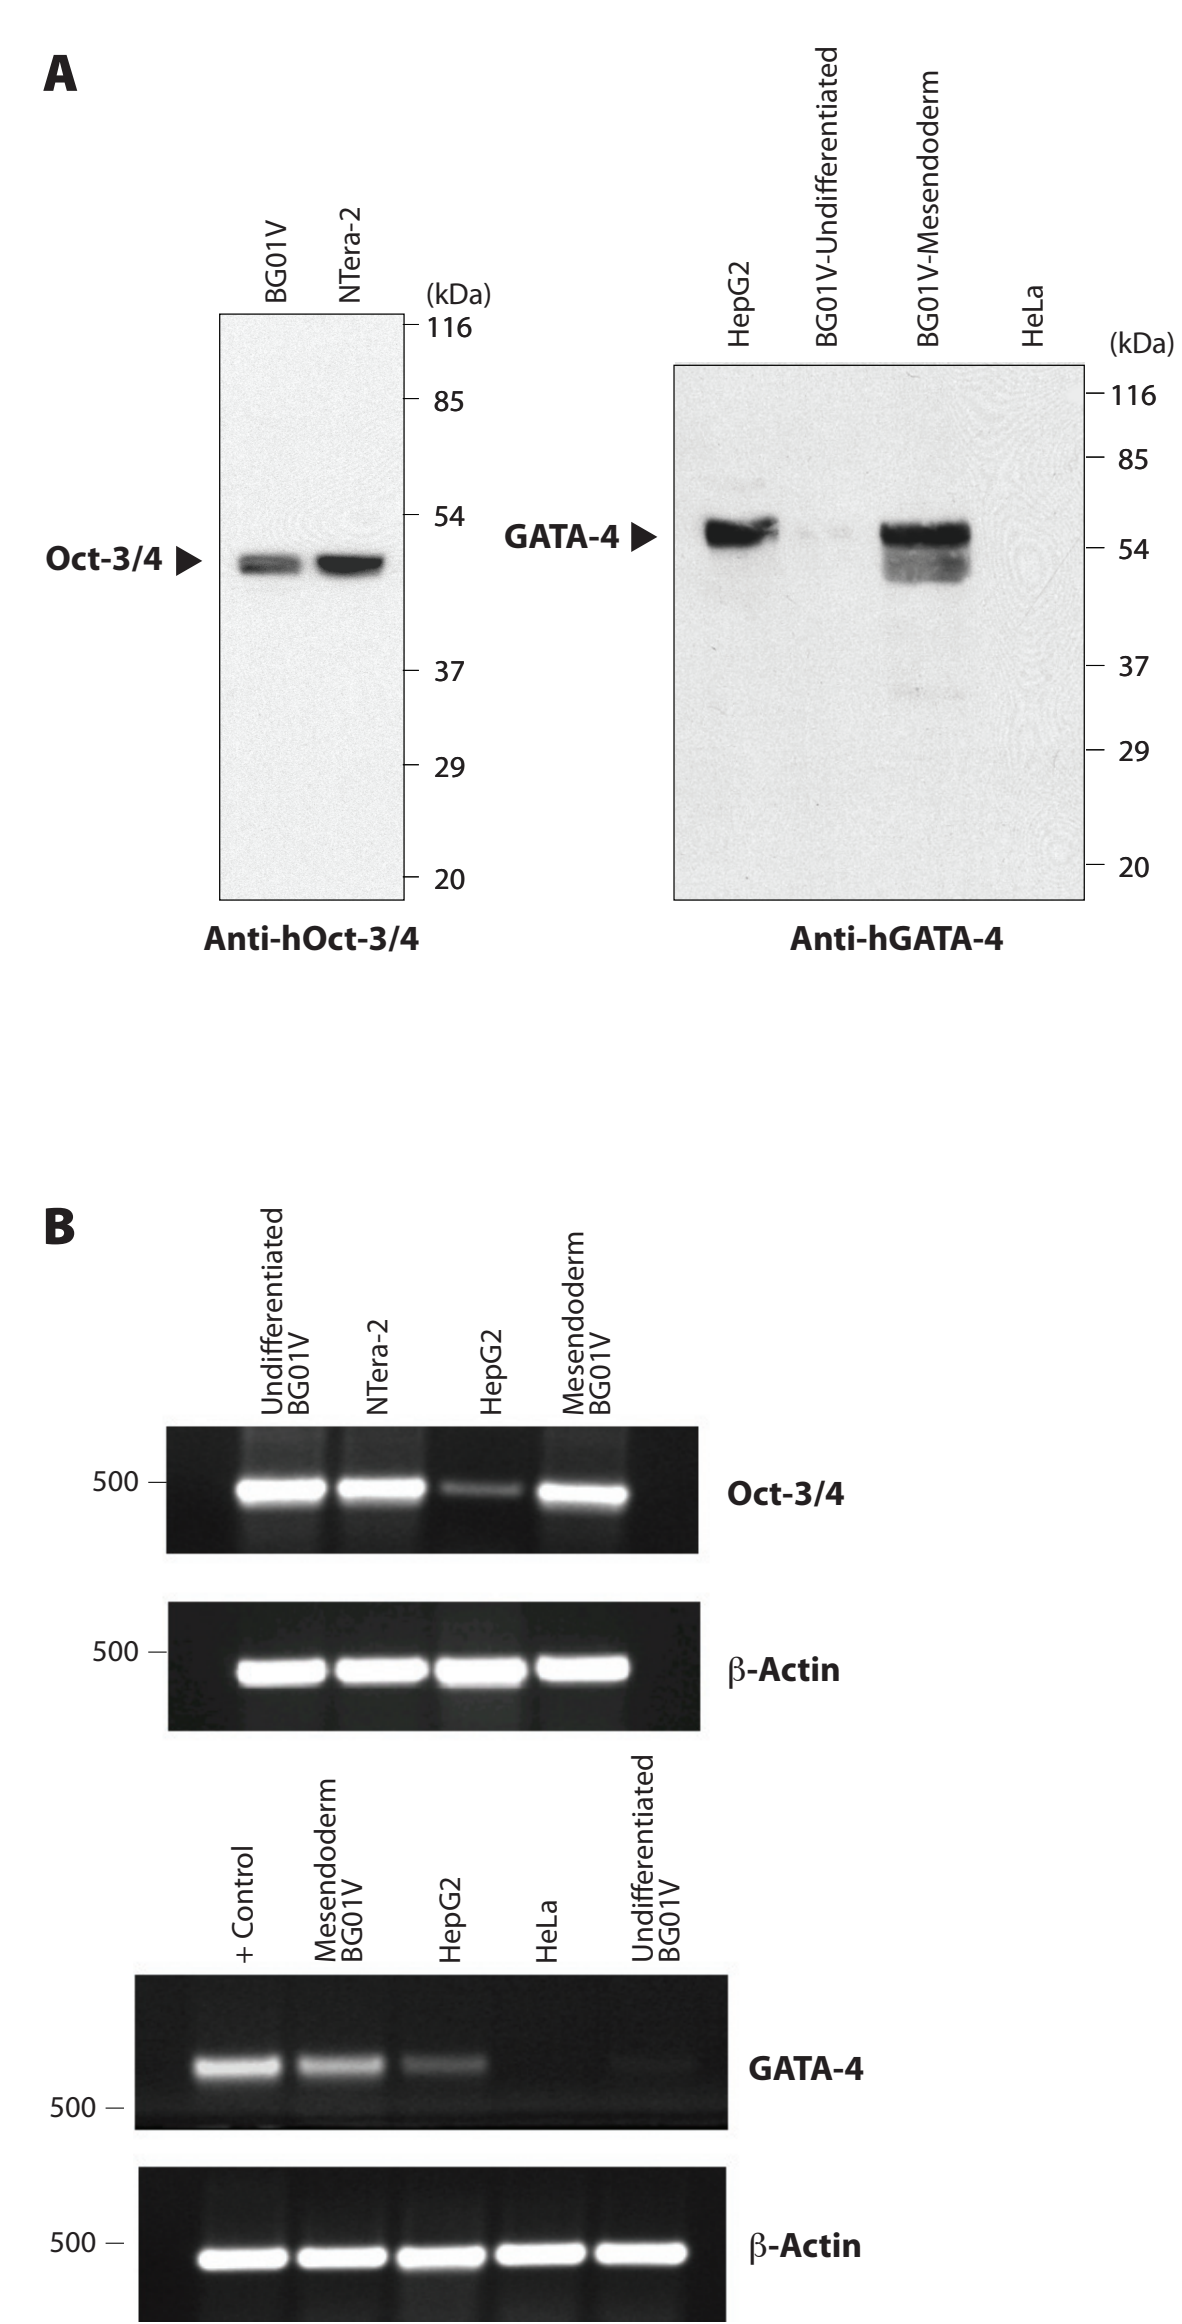 A
BG01V
NTera-2
(kDa)
116
85
54
37
29
20
Oct-3/4
Anti-hOct-3/4
HepG2
BG01V-Undifferentiated
BG01V-Mesendoderm
HeLa
(kDa)
116
85
54
37
29
20
GATA-4
Anti-hGATA-4
B
Undifferentiated
BG01V
NTera-2
HepG2
Mesendoderm
BG01V
500
Oct-3/4
500
β-Actin
+ Control
Mesendoderm
BG01V
HepG2
HeLa
Undifferentiated
BG01V
GATA-4
500
500
β-Actin